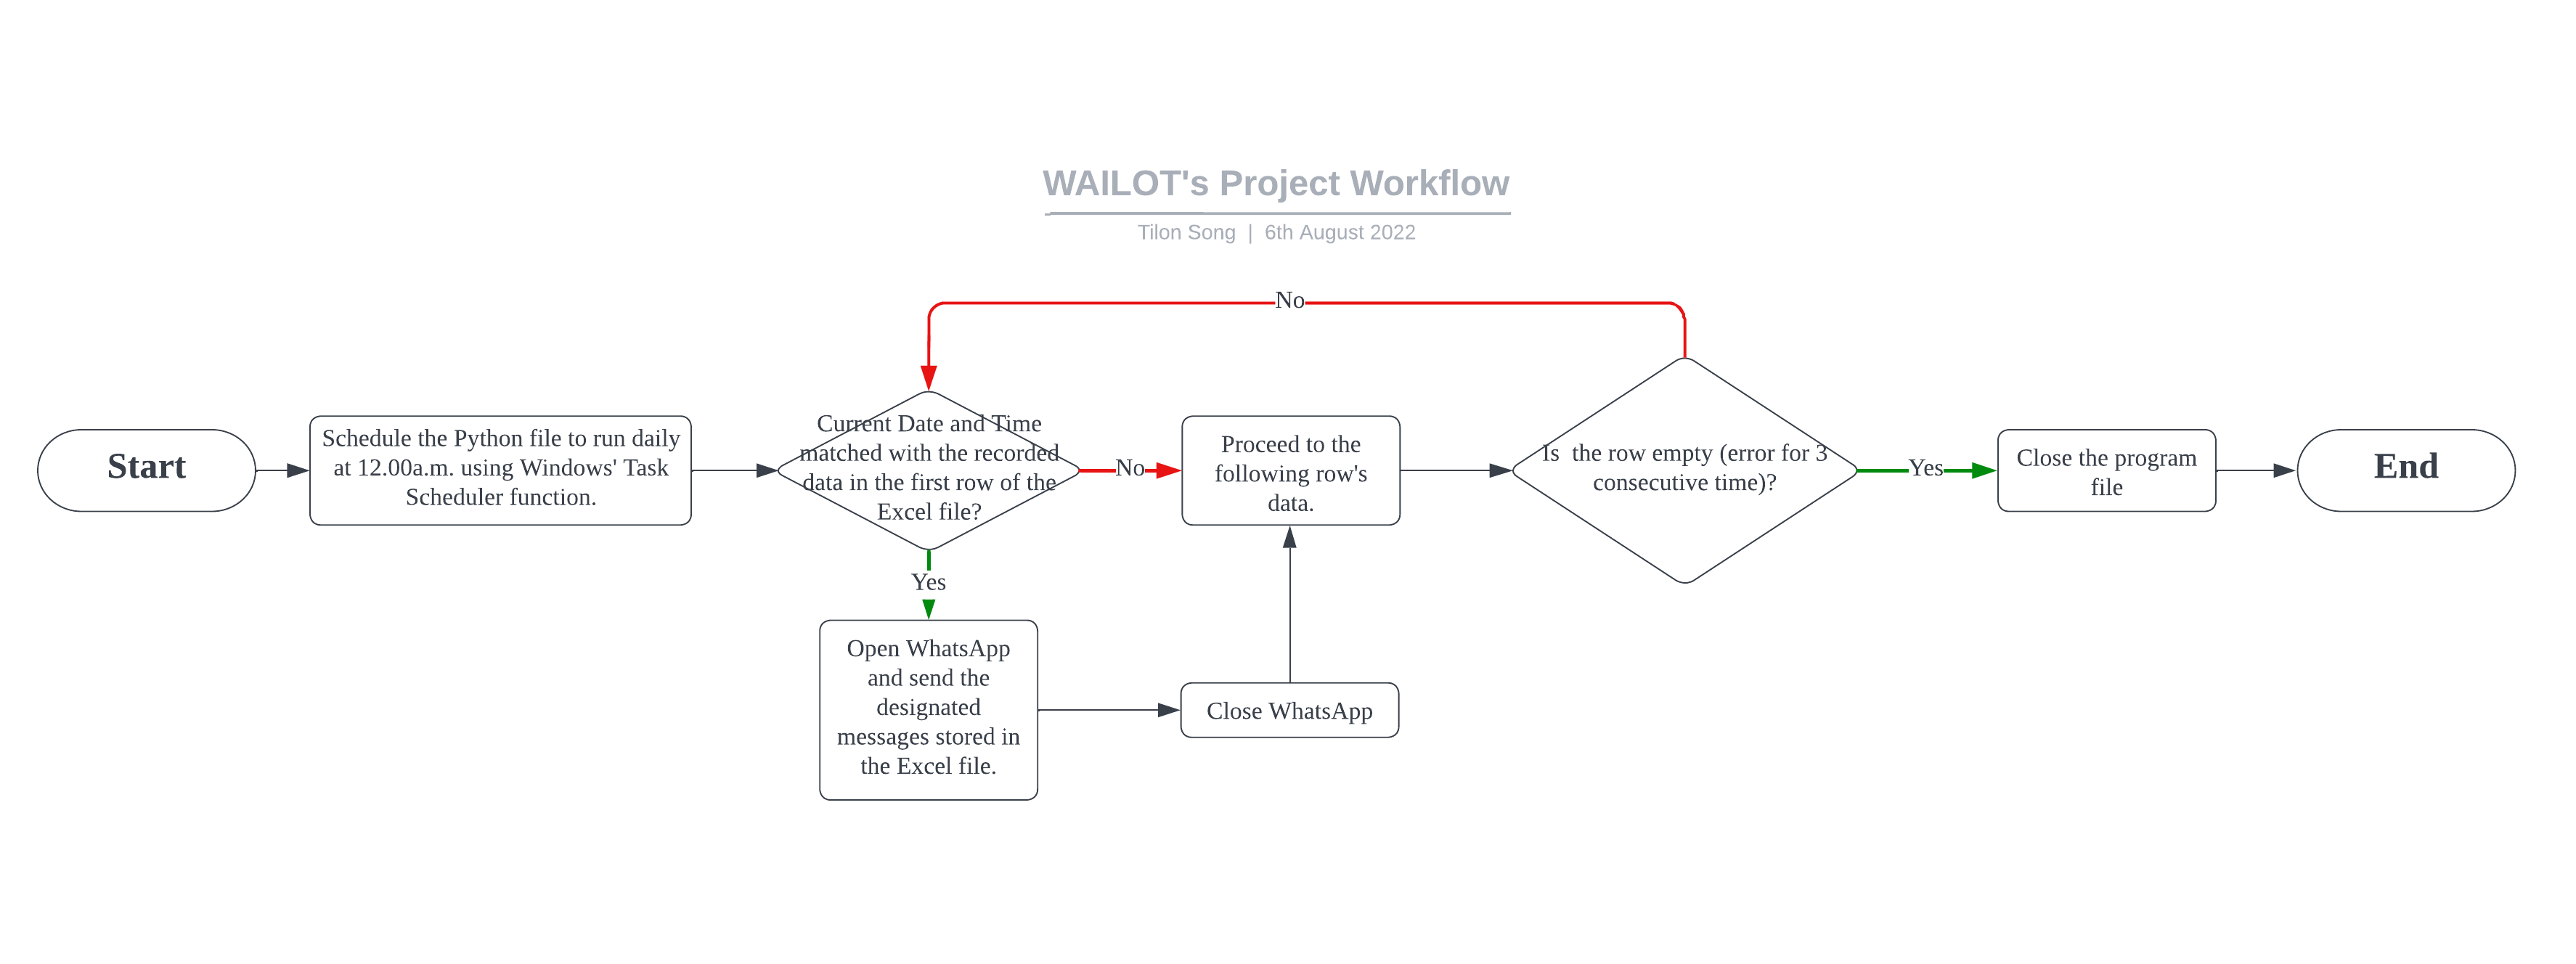 WAILOT's Project Workflow
Tilon Song | 6th August 2022
No
Start
Schedule the Python file to run daily
at 12.00a.m. using Windows' Task
Scheduler function.
Current Date and Time
matched with the recorded
data in the first row of the
Excel file?
No
Proceed to the
following row's
data.
Is  the row empty (error for 3
consecutive time)?
Yes
Close the program
file
End
Yes
Open WhatsApp
and send the
designated
messages stored in
the Excel file.
Close WhatsApp